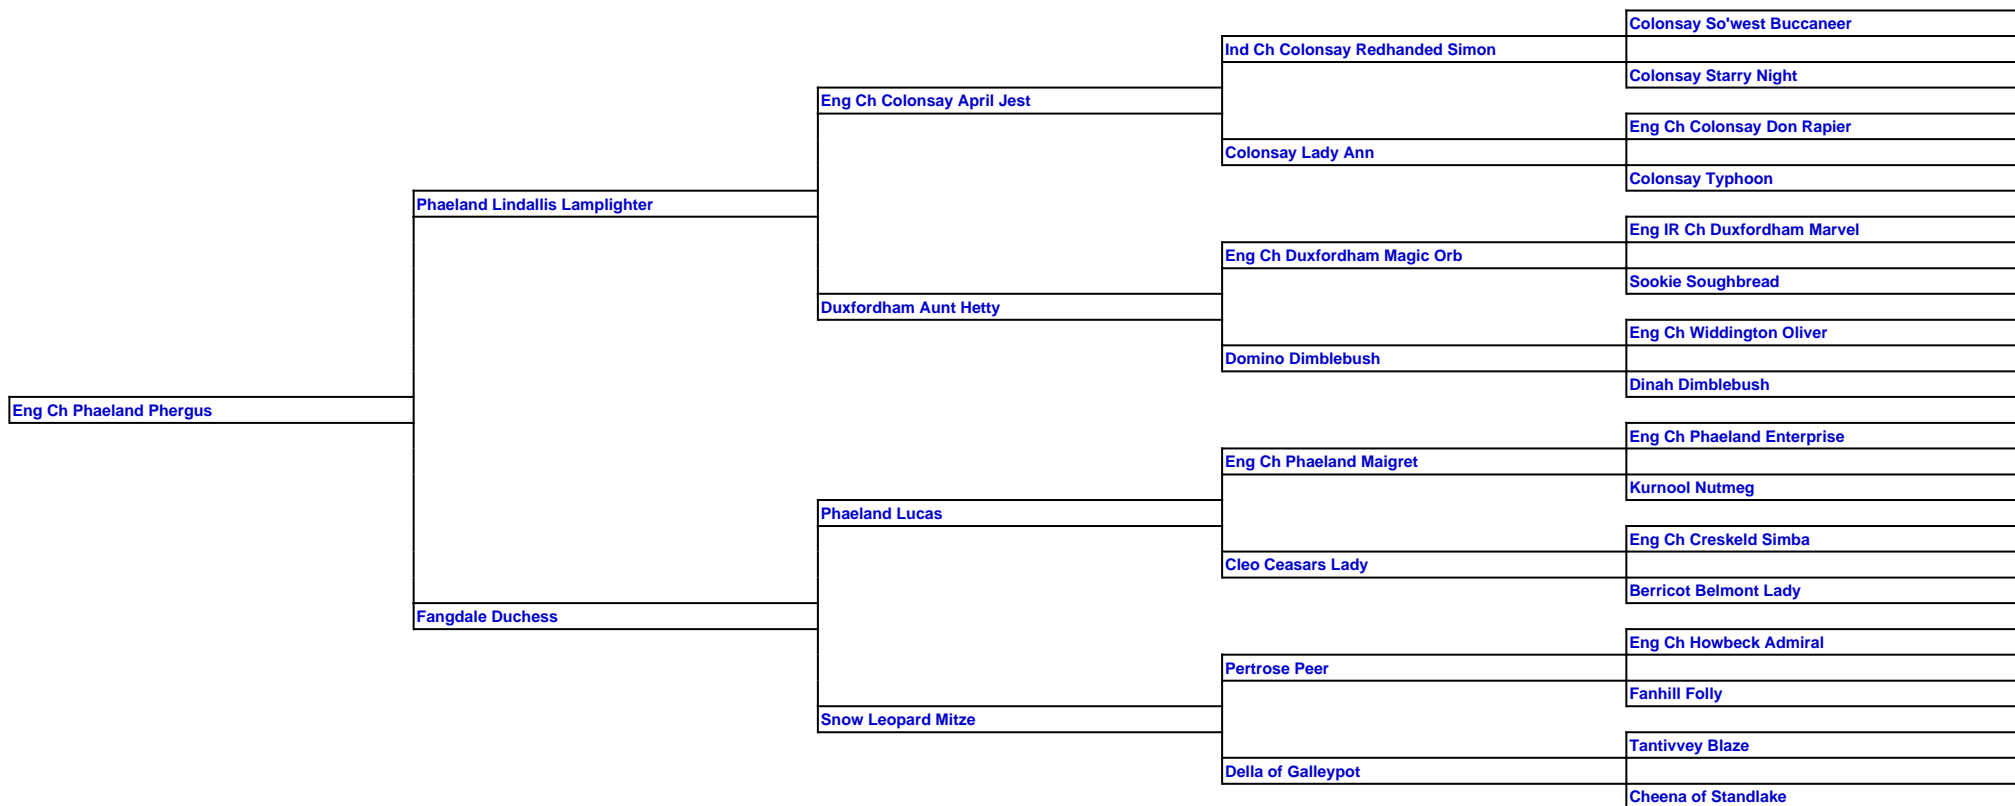 Colonsay So'west Buccaneer
Ind Ch Colonsay Redhanded Simon
Colonsay Starry Night
Eng Ch Colonsay April Jest
Eng Ch Colonsay Don Rapier
Colonsay Lady Ann
Colonsay Typhoon
Phaeland Lindallis Lamplighter
Eng IR Ch Duxfordham Marvel
Eng Ch Duxfordham Magic Orb
Sookie Soughbread
Duxfordham Aunt Hetty
Eng Ch Widdington Oliver
Domino Dimblebush
Dinah Dimblebush
Eng Ch Phaeland Phergus
Eng Ch Phaeland Enterprise
Eng Ch Phaeland Maigret
Kurnool Nutmeg
Phaeland Lucas
Eng Ch Creskeld Simba
Cleo Ceasars Lady
Berricot Belmont Lady
Fangdale Duchess
Eng Ch Howbeck Admiral
Pertrose Peer
Fanhill Folly
Snow Leopard Mitze
Tantivvey Blaze
Della of Galleypot
Cheena of Standlake